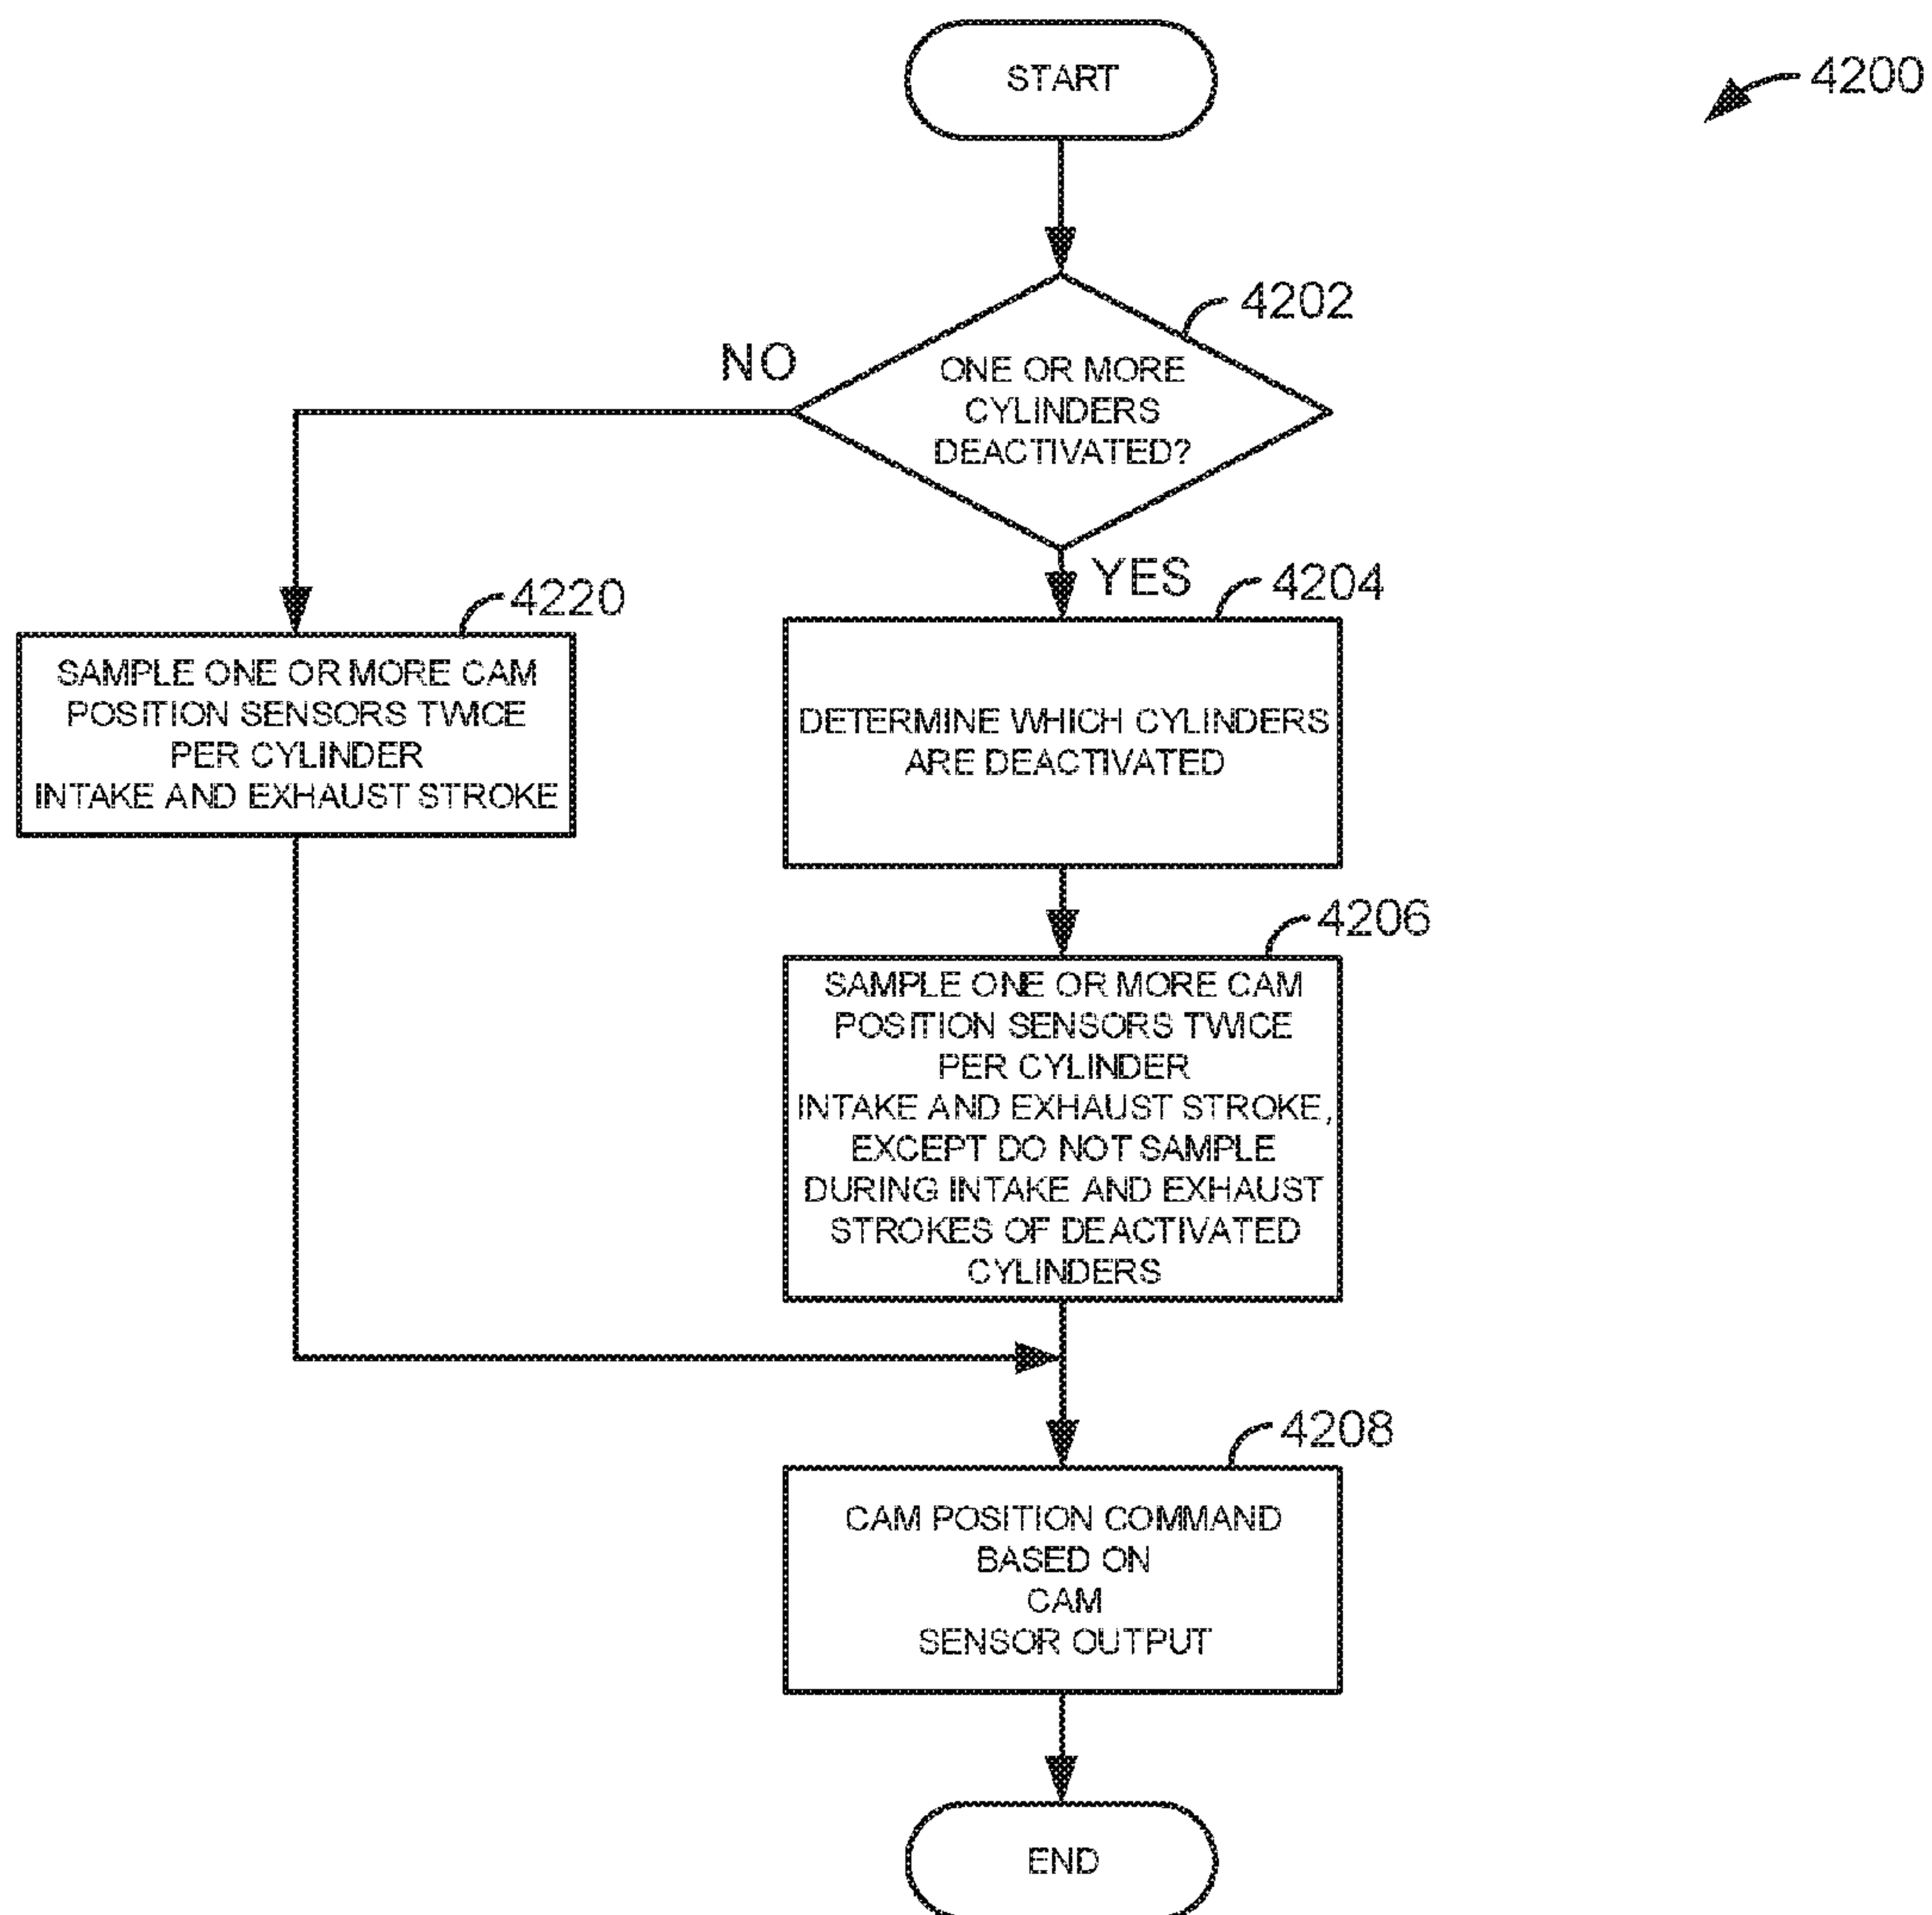 START
4200
4202
ONE OR MORE
CYLINDERS
DEACTIVATED?
NO
YES
4220
SAMPLE ONE OR MORE CAM
POSITION SENSORS TWICE
PER CYLINDER
INTAKE AND EXHAUST STROKE
4204
DETERMINE WHICH CYLINDERS
ARE DEACTIVATED
4206
SAMPLE ONE OR MORE CAM
POSITION SENSORS TWICE
PER CYLINDER
INTAKE AND EXHAUST STROKE,
EXCEPT DO NOT SAMPLE
DURING INTAKE AND EXHAUST
STROKES OF DEACTIVATED
CYLINDERS
4208
CAM POSITION COMMAND
BASED ON
CAM
SENSOR OUTPUT
END